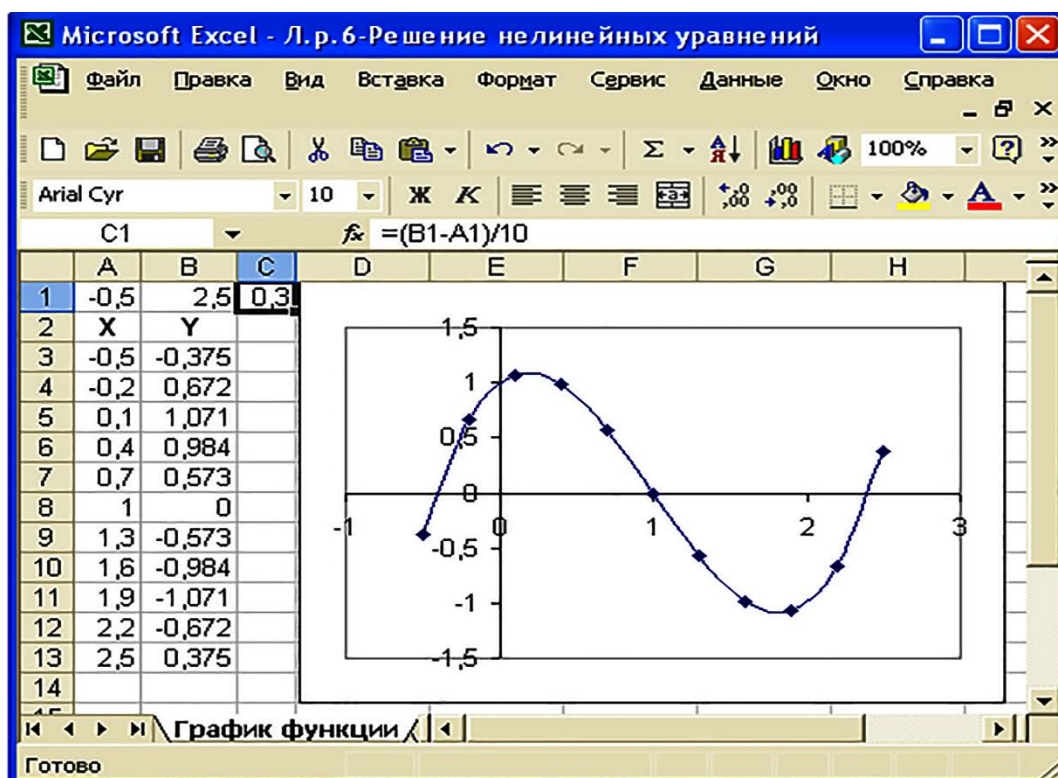 Microsoft Excel - Л.р.6-Решение нелинейных уравнений
Файл Правка Вид Вставка Формат Сервис Данные Окно Справка
100%
Arial Cyr 10 Ж К
C1 fx =(B1-A1)/10
A B C D E F G H
1 -0,5 2,5 0,3
2 X Y
3 -0,5 -0,375
4 -0,2 0,672
5 0,1 1,071
6 0,4 0,984
7 0,7 0,573
8 1 0
9 1,3 -0,573
10 1,6 -0,984
11 1,9 -1,071
12 2,2 -0,672
13 2,5 0,375
14
1,5
1
0,5
0
-0,5
-1
-1,5
-1 0 1 2 3
График функции
Готово